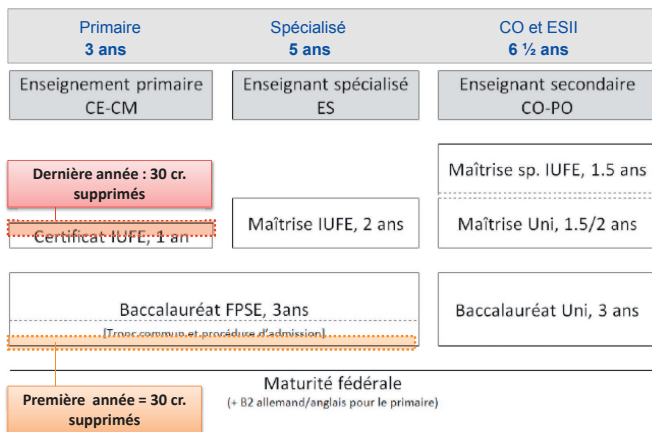 Primaire
3 ans
Spécialisé
5 ans
CO et ESII
6 ½ ans
Enseignement primaire
CE-CM
Enseignant spécialisé
ES
Enseignant secondaire
CO-PO
Maîtrise sp. IUFE, 1.5 ans
Dernière année : 30 cr.
supprimés
Certificat IUFE, 1 an
Maîtrise IUFE, 2 ans
Maîtrise Uni, 1.5/2 ans
Baccalauréat FPSE, 3ans
[Tronc commun et procédure d'admission]
Baccalauréat Uni, 3 ans
Maturité fédérale
(+ B2 allemand/anglais pour le primaire)
Première année = 30 cr.
supprimés